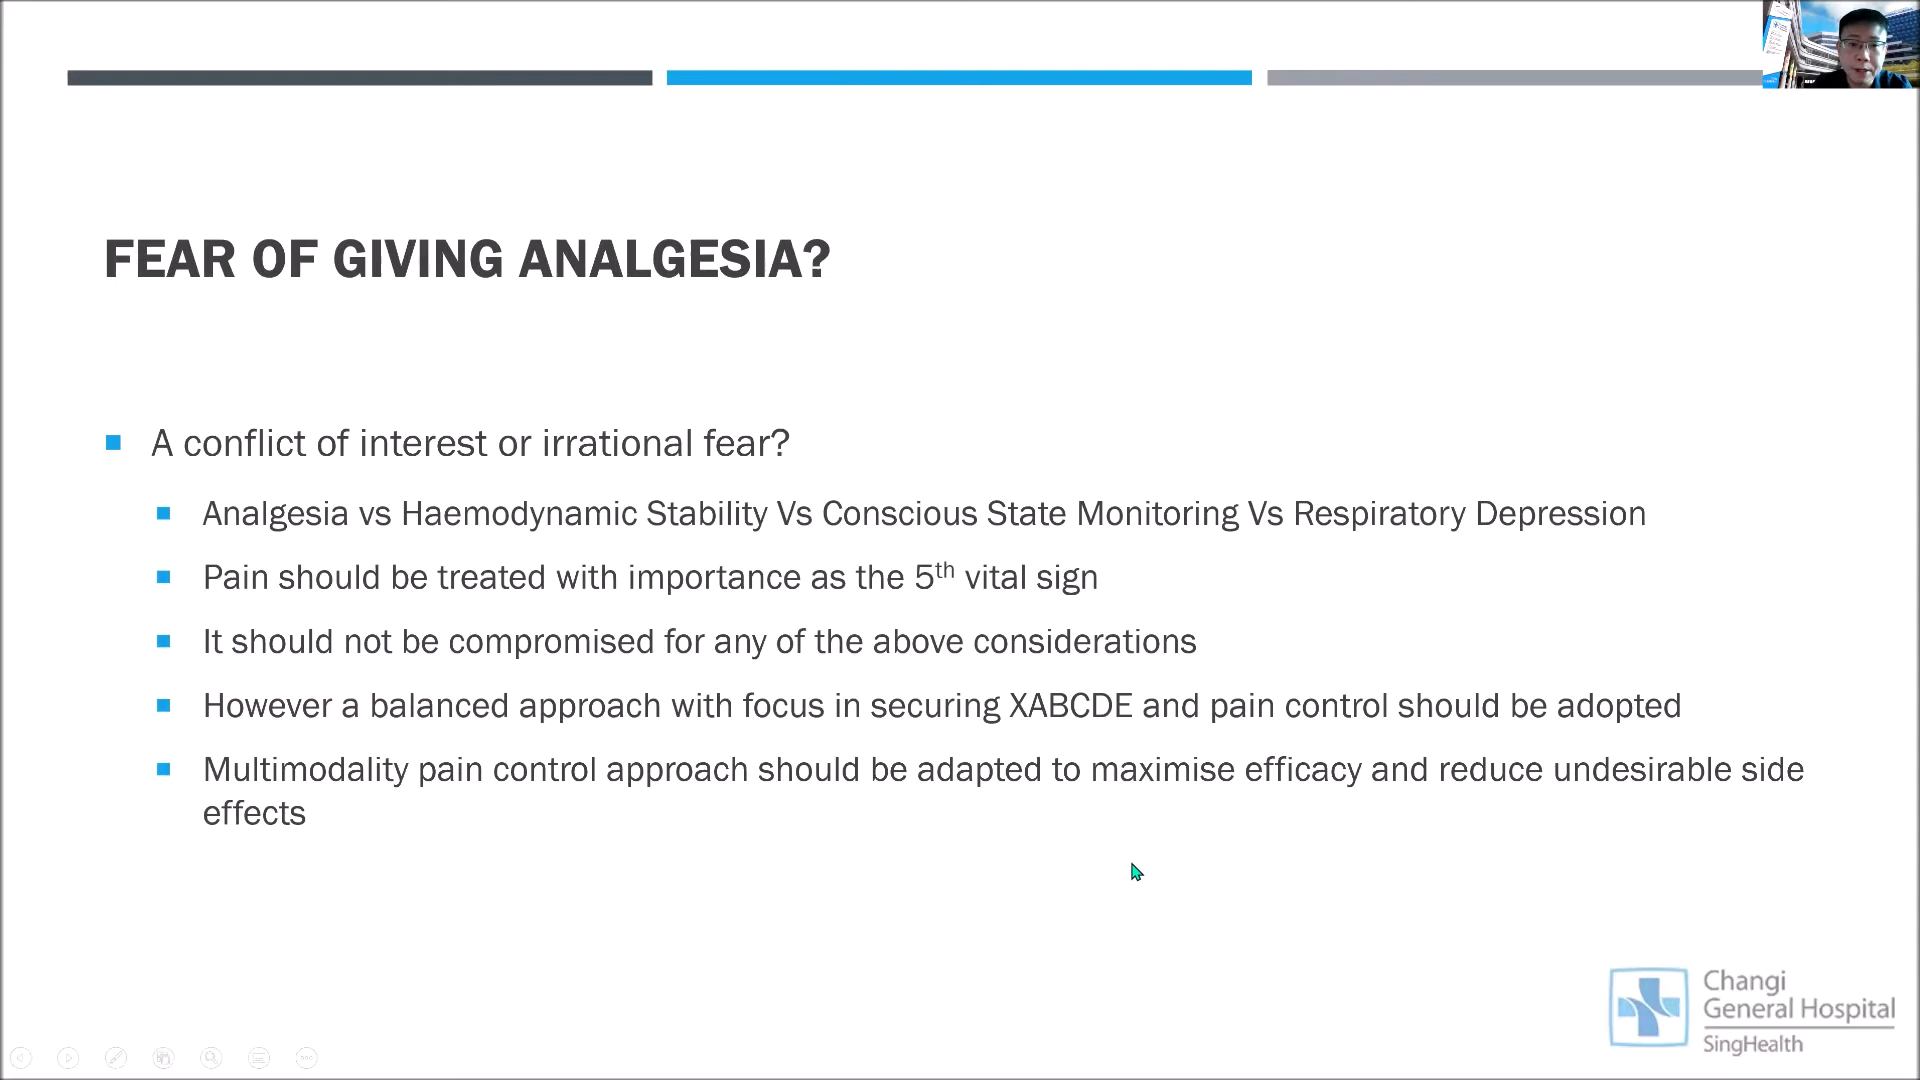 FEAR OF GIVING ANALGESIA?
A conflict of interest or irrational fear?
Analgesia vs Haemodynamic Stability Vs Conscious State Monitoring Vs Respiratory Depression
Pain should be treated with importance as the 5th vital sign
It should not be compromised for any of the above considerations
However a balanced approach with focus in securing XABCDE and pain control should be adopted
Multimodality pain control approach should be adapted to maximise efficacy and reduce undesirable side
effects
Changi
General Hospital
SingHealth